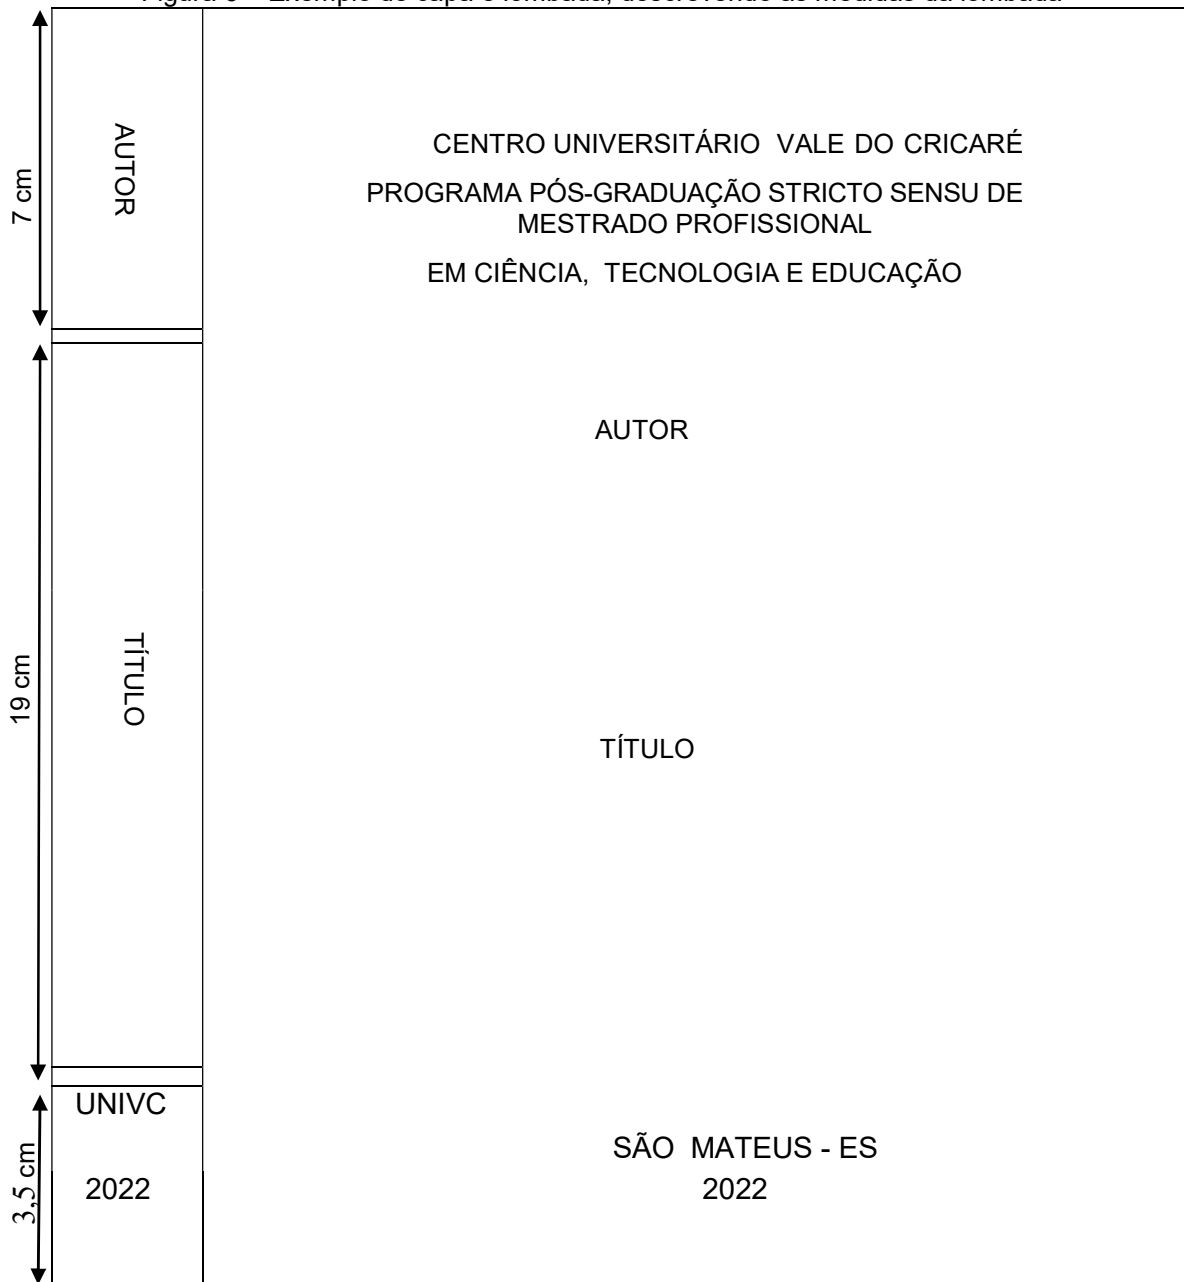 7 cm
AUTOR
CENTRO UNIVERSITÁRIO VALE DO CRICARÉ
PROGRAMA PÓS-GRADUAÇÃO STRICTO SENSU DE
MESTRADO PROFISSIONAL
EM CIÊNCIA, TECNOLOGIA E EDUCAÇÃO
AUTOR
19 cm
TÍTULO
TÍTULO
3,5 cm
UNIVC
2022
SÃO MATEUS - ES
2022